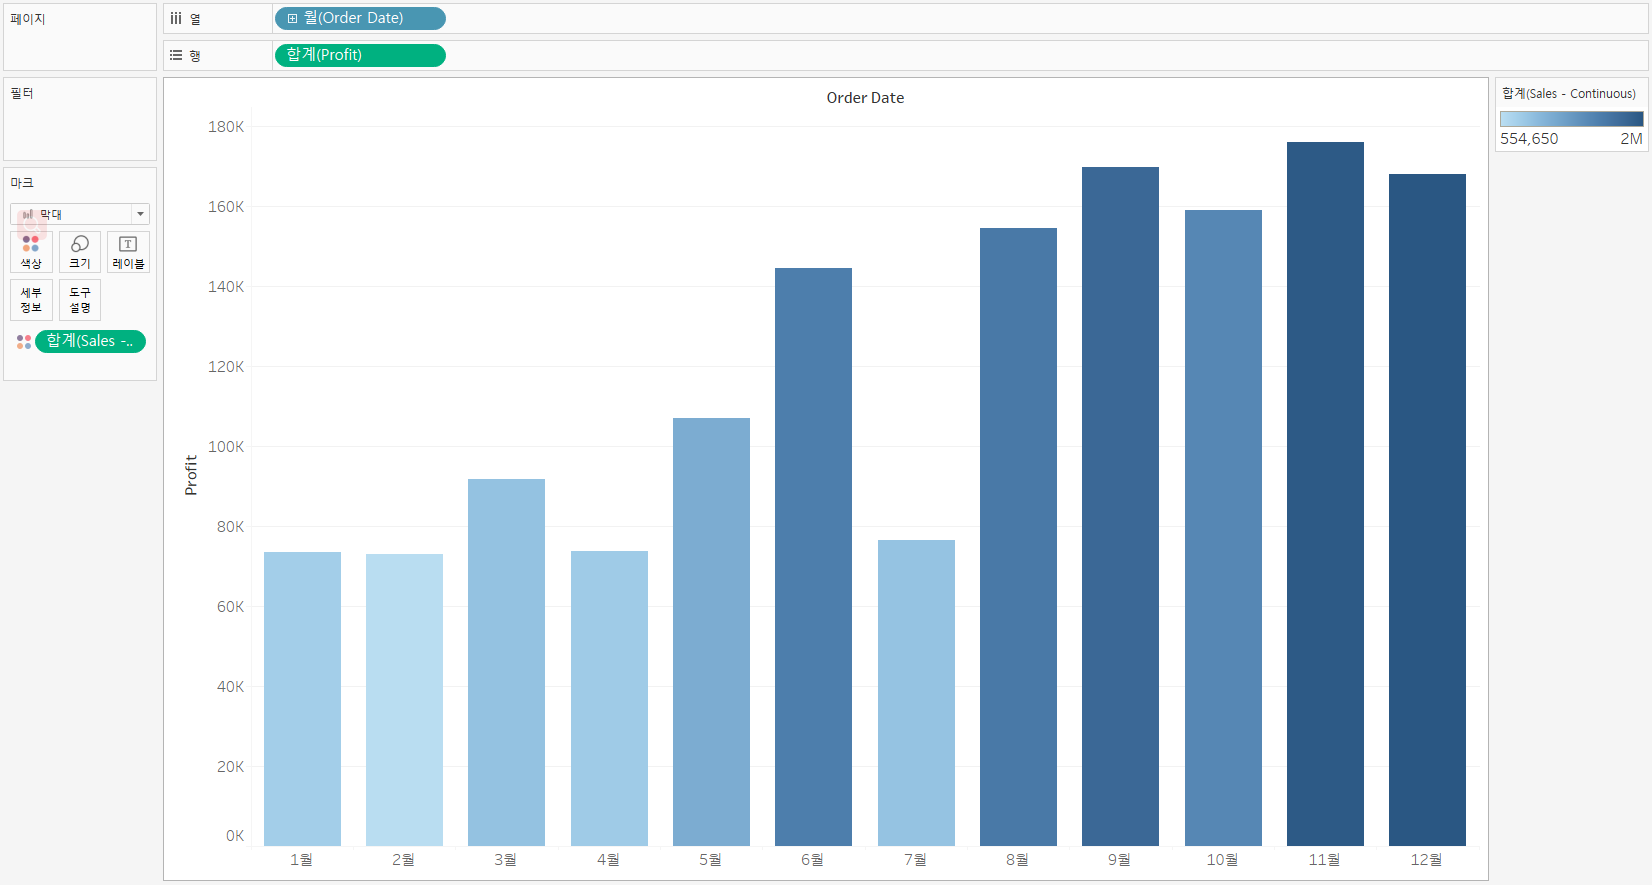 페이지
열
월(Order Date)
행
합계(Profit)
필터
마크
막대
색상
크기
레이블
세부
정보
도구
설명
합계(Sales -..
Order Date
Profit
180K
160K
140K
120K
100K
80K
60K
40K
20K
0K
1월 2월 3월 4월 5월 6월 7월 8월 9월 10월 11월 12월
합계(Sales - Continuous)
554,650 2M